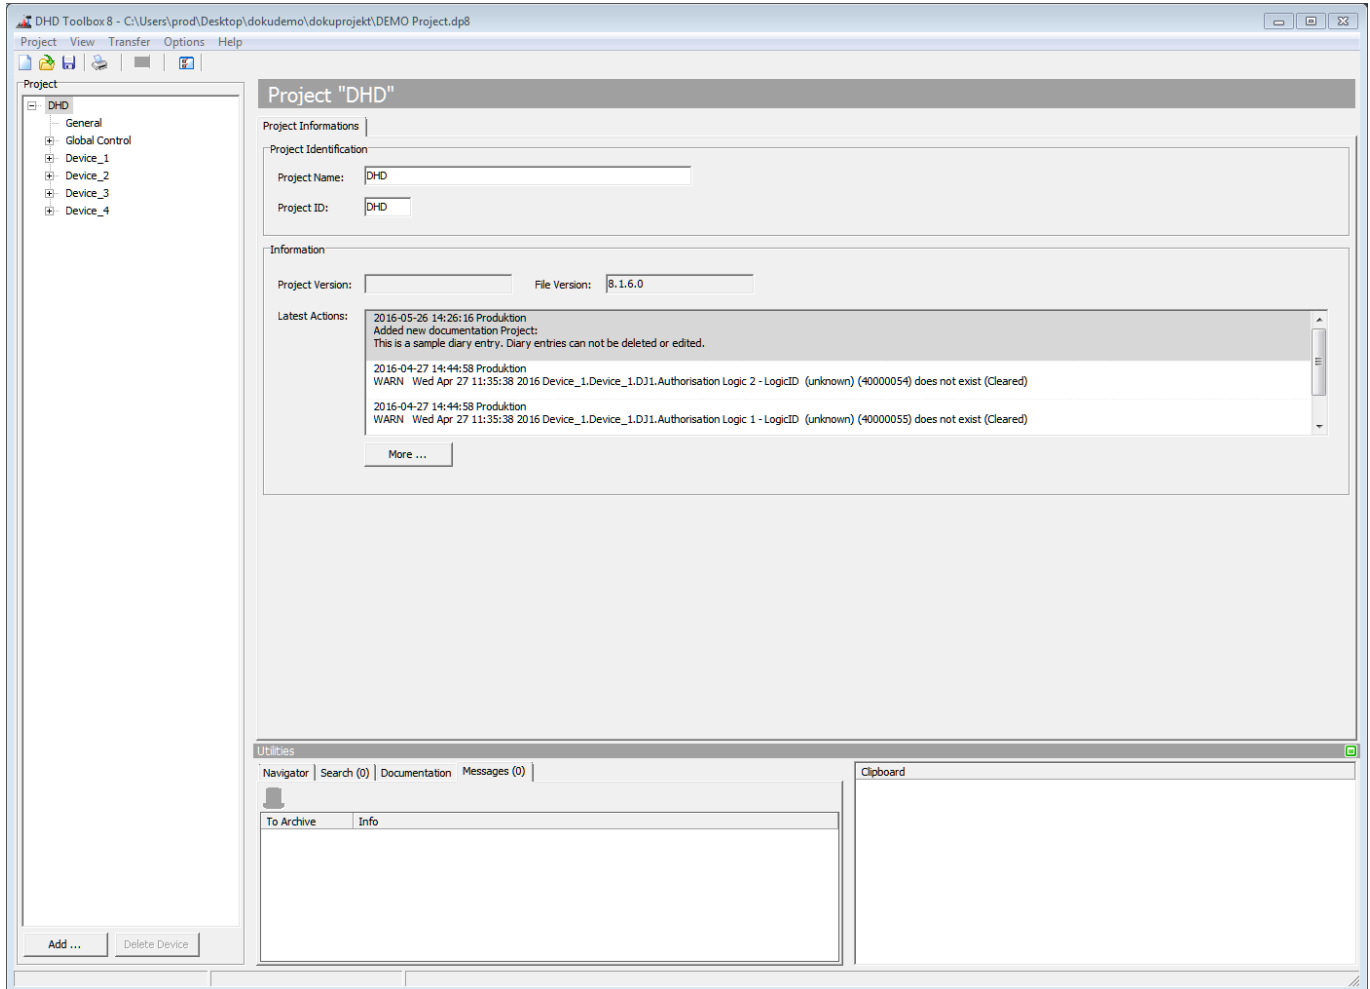 DHD Toolbox 8 - C:\Users\prod\Desktop\dokudemo\dokuprojekt\DEMO Project.dp8
Project View Transfer Options Help
Project
DHD
General
Global Control
Device_1
Device_2
Device_3
Device_4
Add ...
Delete Device
Project "DHD"
Project Informations
Project Identification
Project Name: DHD
Project ID: DHD
Information
Project Version: File Version: 8.1.6.0
Latest Actions:
2016-05-26 14:26:16 Produktion
Added new documentation Project:
This is a sample diary entry. Diary entries can not be deleted or edited.
2016-04-27 14:44:58 Produktion
WARN Wed Apr 27 11:35:38 2016 Device_1.Device_1.DJ1.Authorisation Logic 2 - LogicID (unknown) (40000054) does not exist (Cleared)
2016-04-27 14:44:58 Produktion
WARN Wed Apr 27 11:35:38 2016 Device_1.Device_1.DJ1.Authorisation Logic 1 - LogicID (unknown) (40000055) does not exist (Cleared)
More ...
Utilities
Navigator Search (0) Documentation Messages (0)
To Archive Info
Clipboard